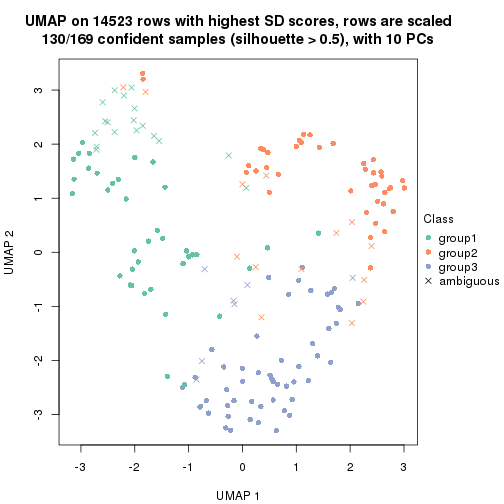 UMAP on 14523 rows with highest SD scores, rows are scaled
130/169 confident samples (silhouette > 0.5), with 10 PCs
3
2
1
0
-1
-2
-3
UMAP 2
-3 -2 -1 0 1 2 3
UMAP 1
Class
group1
group2
group3
ambiguous